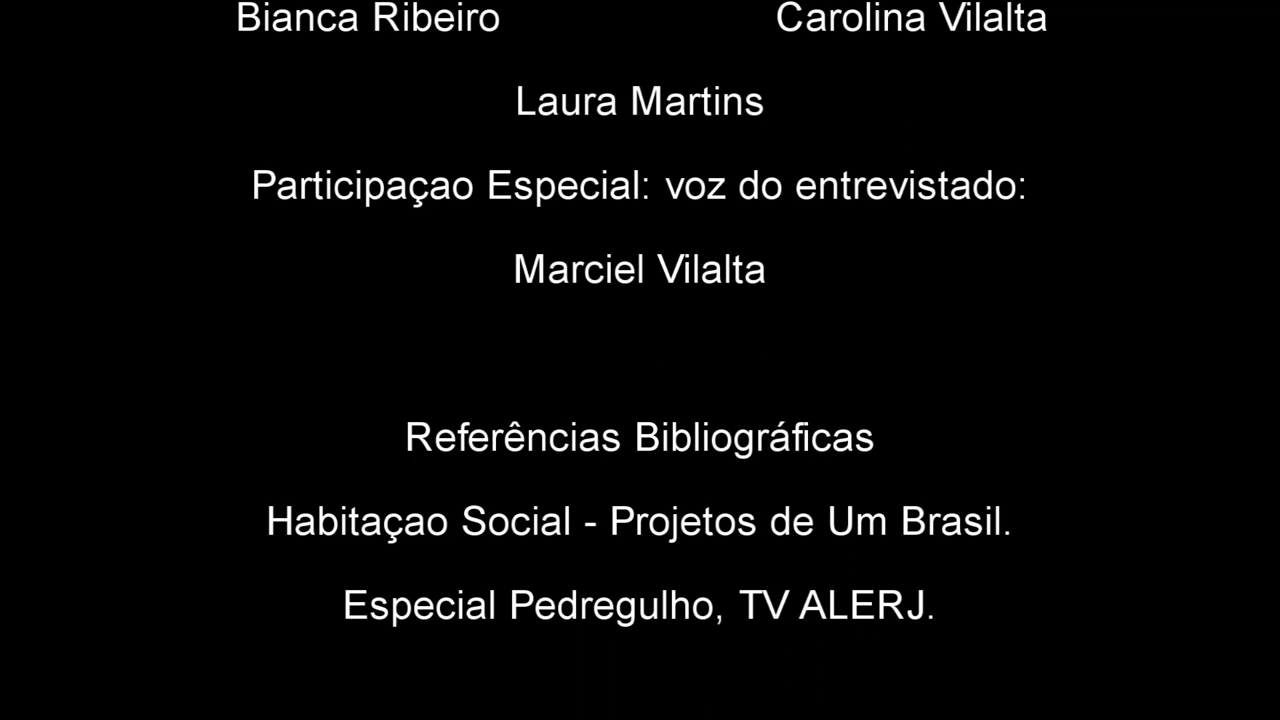 Bianca Ribeiro Carolina Vilalta
Laura Martins
Participaçao Especial: voz do entrevistado:
Marciel Vilalta
Referências Bibliográficas
Habitaçao Social - Projetos de Um Brasil.
Especial Pedregulho, TV ALERJ.